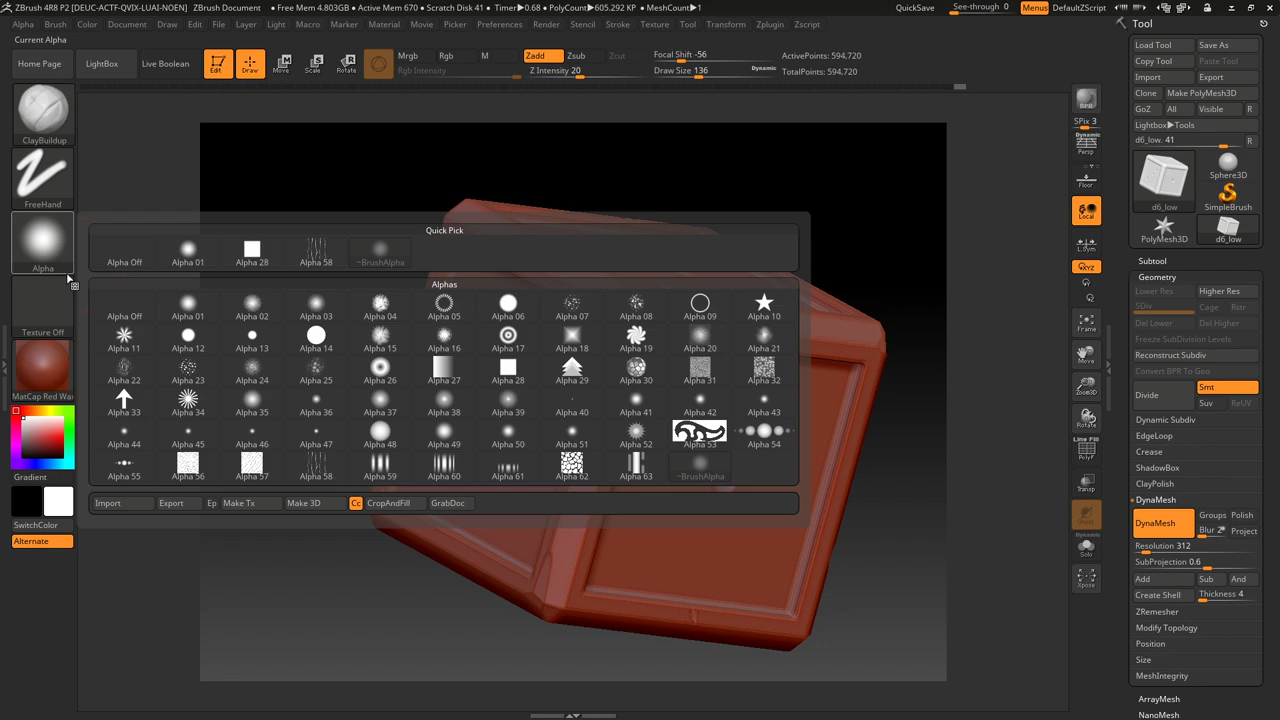 ZBrush 4R8 P2 [DEUC-ACTF-QVIX-LUAI-NOEN] ZBrush Document • Free Mem 4.803GB • Active Mem 670 • Scratch Disk 41 • Timer▶0.68 • PolyCount▶605.292 KP • MeshCount▶1
QuickSave See-through 0 Menus DefaultZScript
Alpha Brush Color Document Draw Edit File Layer Light Macro Marker Material Movie Picker Preferences Render Stencil Stroke Texture Tool Transform Zplugin Zscript
Current Alpha
Home Page LightBox Live Boolean Edit Draw Move Scale Rotate
Mrgb Rgb M Zadd Zsub Zcut
Rgb Intensity Z Intensity 20
Focal Shift -56
Draw Size 136 Dynamic
ActivePoints: 594,720
TotalPoints: 594,720
ClayBuildup
FreeHand
Alpha
Texture Off
MatCap Red Wax
Gradient
SwitchColor
Alternate
Quick Pick
Alpha Off Alpha 01 Alpha 28 Alpha 58 ~BrushAlpha
Alphas
Alpha Off Alpha 01 Alpha 02 Alpha 03 Alpha 04 Alpha 05 Alpha 06 Alpha 07 Alpha 08 Alpha 09 Alpha 10
Alpha 11 Alpha 12 Alpha 13 Alpha 14 Alpha 15 Alpha 16 Alpha 17 Alpha 18 Alpha 19 Alpha 20 Alpha 21
Alpha 22 Alpha 23 Alpha 24 Alpha 25 Alpha 26 Alpha 27 Alpha 28 Alpha 29 Alpha 30 Alpha 31 Alpha 32
Alpha 33 Alpha 34 Alpha 35 Alpha 36 Alpha 37 Alpha 38 Alpha 39 Alpha 40 Alpha 41 Alpha 42 Alpha 43
Alpha 44 Alpha 45 Alpha 46 Alpha 47 Alpha 48 Alpha 49 Alpha 50 Alpha 51 Alpha 52 Alpha 53 Alpha 54
Alpha 55 Alpha 56 Alpha 57 Alpha 58 Alpha 59 Alpha 60 Alpha 61 Alpha 62 Alpha 63 ~BrushAlpha
Import Export Ep Make Tx Make 3D Cc CropAndFill GrabDoc
BPR
SPix 3
Dynamic
Persp
Floor
Local
L.Sym
XYZ
Frame
Move
Zoom3D
Rotate
Line Fill
PolyF
Transp
Ghost
Dynamic
Solo
Xpose
Tool
Load Tool Save As
Copy Tool Paste Tool
Import Export
Clone Make PolyMesh3D
GoZ All Visible R
Lightbox▶Tools
d6_low. 41 R
d6_low Sphere3D
SimpleBrush
PolyMesh3D d6_low
Subtool
Geometry
Lower Res Higher Res
SDiv Cage Rstr
Del Lower Del Higher
Freeze SubDivision Levels
Reconstruct Subdiv
Convert BPR To Geo
Divide Smt
Suv ReUV
Dynamic Subdiv
EdgeLoop
Crease
ShadowBox
ClayPolish
DynaMesh
DynaMesh Groups Polish
Blur 2 Project
Resolution 312
SubProjection 0.6
Add Sub And
Create Shell Thickness 4
ZRemesher
Modify Topology
Position
Size
MeshIntegrity
ArrayMesh
NanoMesh